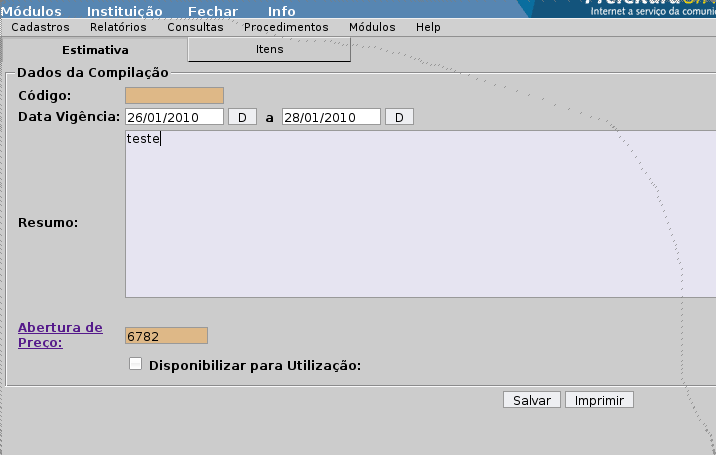 Módulos Instituição Fechar Info
Internet a serviço da
Cadastros Relatórios Consultas Procedimentos Módulos Help
Estimativa Itens
Dados da Compilação
Código:
Data Vigência: 26/01/2010 D a 28/01/2010 D
teste
Resumo:
Abertura de
Preço: 6782
Disponibilizar para Utilização:
Salvar Imprimir